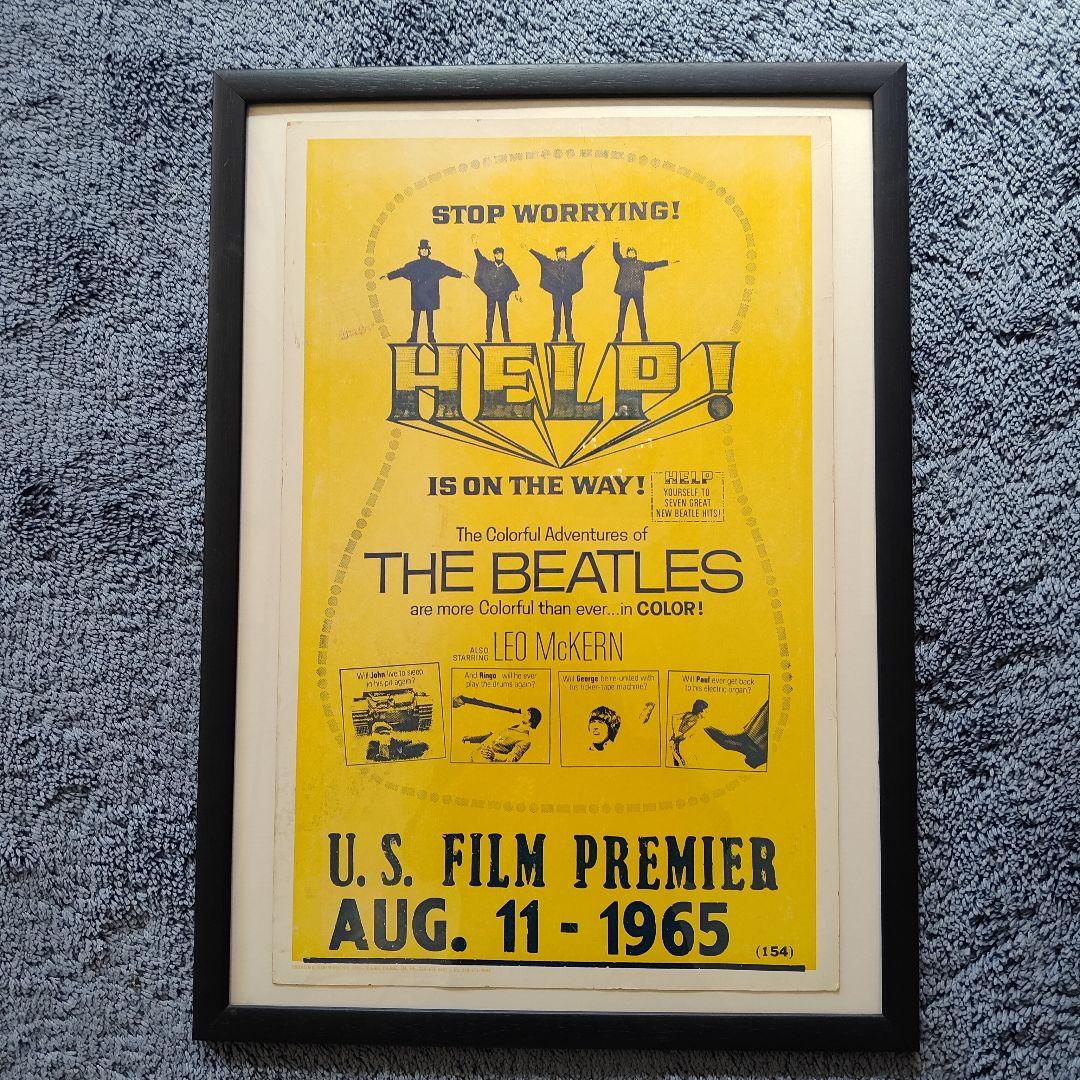 STOP WORRYING!
HELP!
IS ON THE WAY!
HELP
YOURSELF TO
SEVEN GREAT
NEW BEATLE HITS!
The Colorful Adventures of
THE BEATLES
are more Colorful than ever...in COLOR!
ALSO
STARRING LEO McKERN
Will John live to sleep
in his pit again?
And Ringo will he ever
play the drums again?
Will George be re-united with
his ticker-tape machine?
Will Paul ever get back
to his electric organ?
U.S. FILM PREMIER
AUG. 11 - 1965
(154)